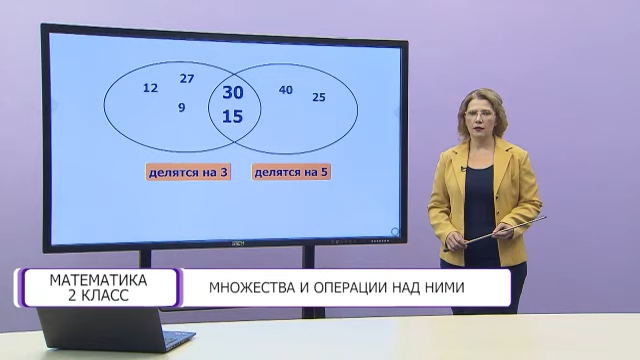 12 27 30 40 25
9 15
делятся на 3 делятся на 5
МАТЕМАТИКА
2 КЛАСС
МНОЖЕСТВА И ОПЕРАЦИИ НАД НИМИ